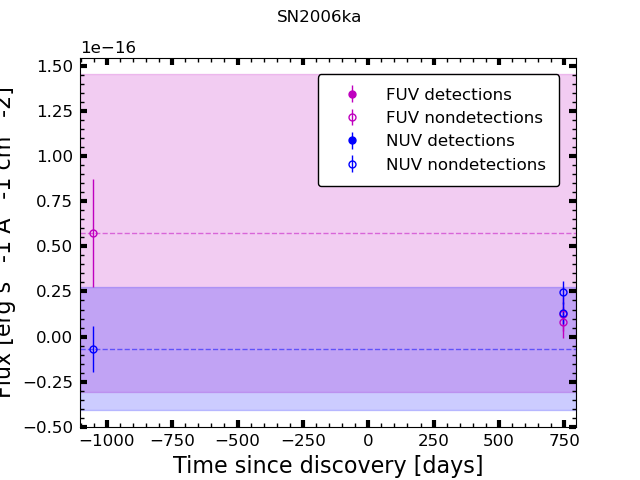 SN2006ka
1e−16
1.50
1.25
1.00
0.75
0.50
0.25
0.00
−0.25
−0.50
Flux [erg s -1 A -1 cm -2]
FUV detections
FUV nondetections
NUV detections
NUV nondetections
−1000 −750 −500 −250 0 250 500 750
Time since discovery [days]